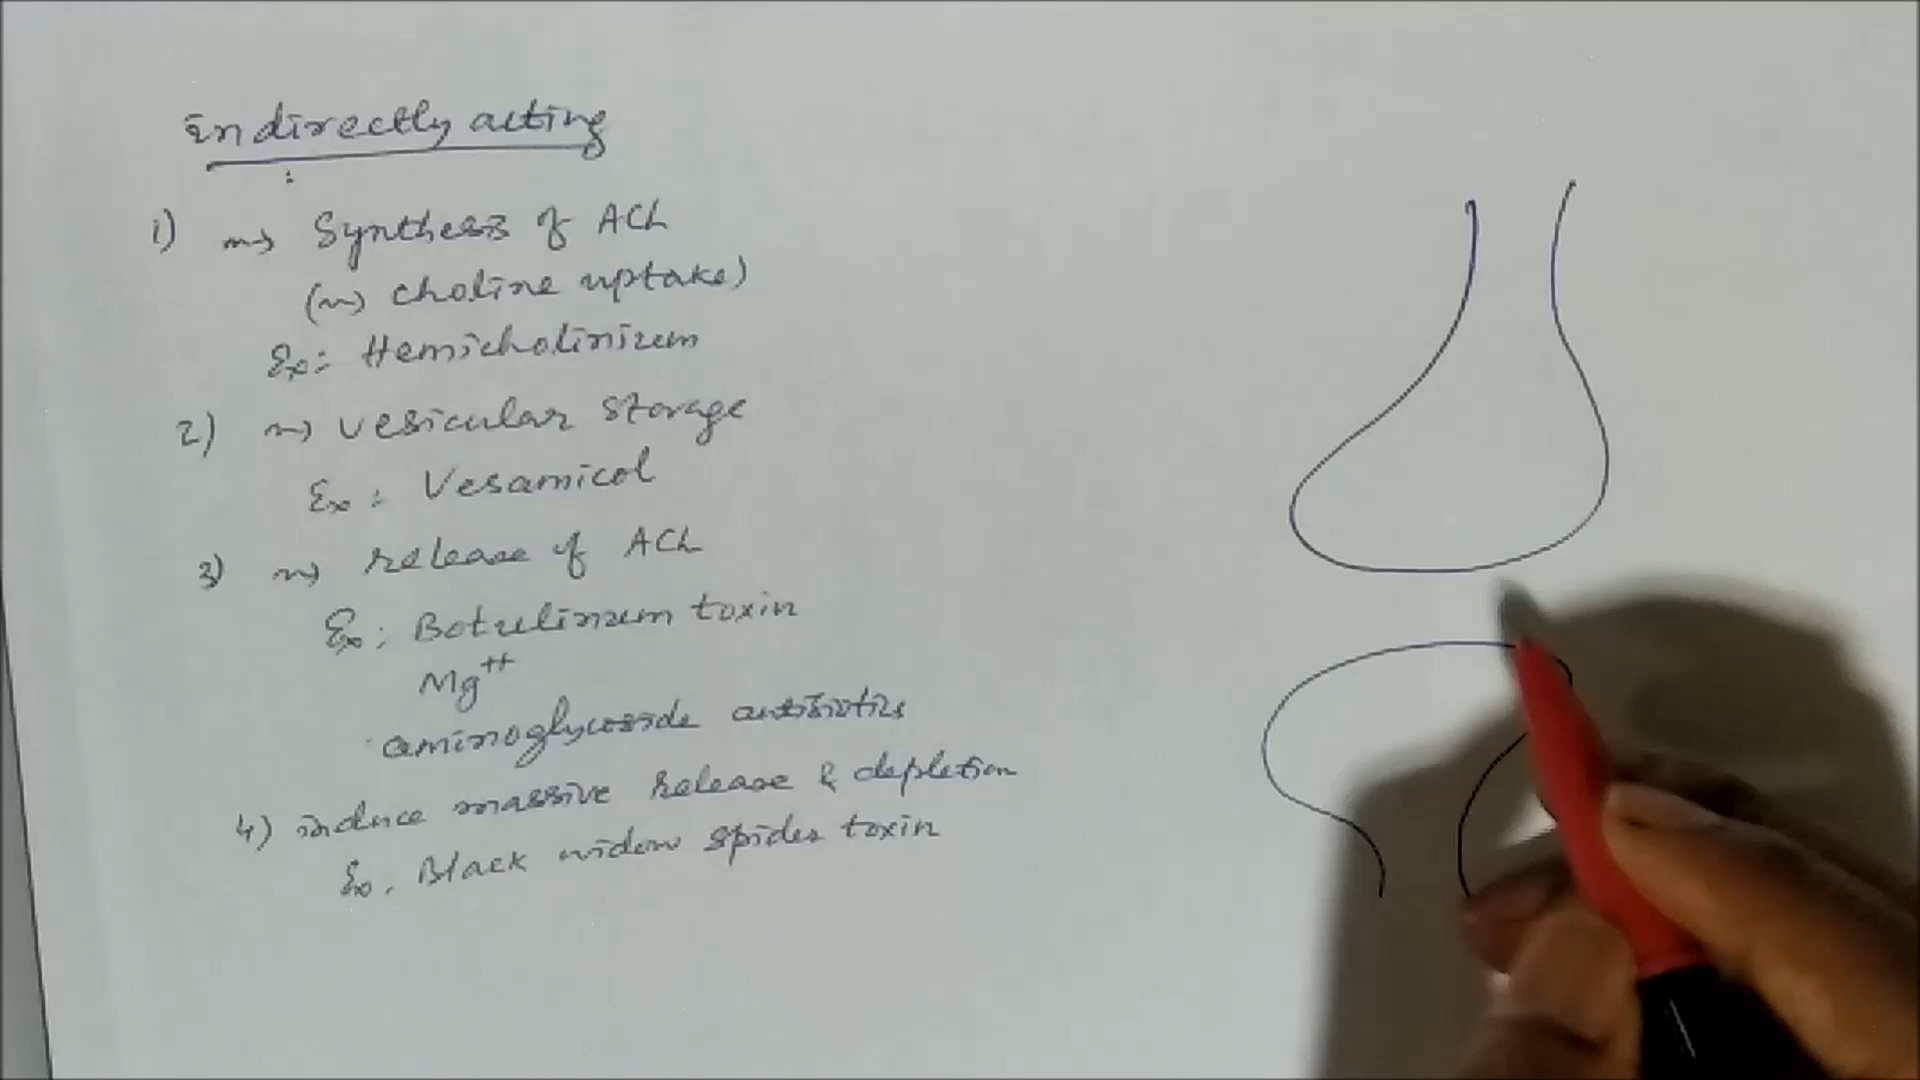 Indirectly acting
:
1) ⇝ Synthesis of ACh
(⇝ choline uptake)
Ex: Hemicholinium
2) ⇝ vesicular storage
Ex: Vesamicol
3) ⇝ release of ACh
Ex: Botulinum toxin
Mg++
aminoglycoside antibiotics
4) induce massive release & depletion
Ex. Black widow spider toxin